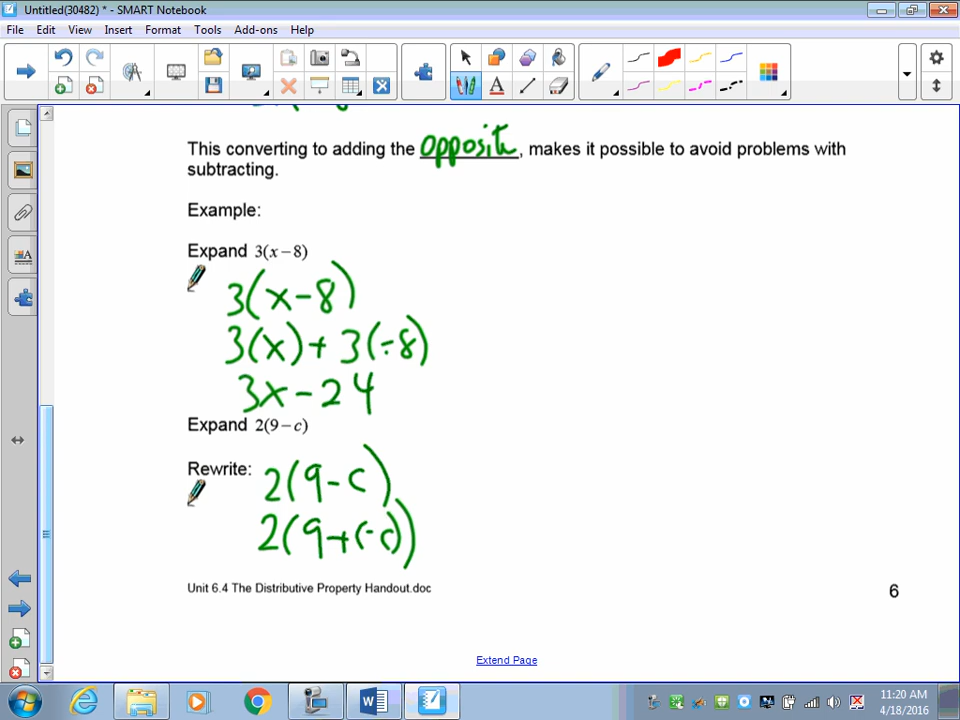 Untitled(30482) * - SMART Notebook
File Edit View Insert Format Tools Add-ons Help
This converting to adding the opposite, makes it possible to avoid problems with
subtracting.
Example:
Expand 3(x–8)
3(x-8)
3(x)+3(-8)
3x-24
Expand 2(9–c)
Rewrite: 2(9-c)
2(9+(-c))
Unit 6.4 The Distributive Property Handout.doc
6
Extend Page
11:20 AM
4/18/2016